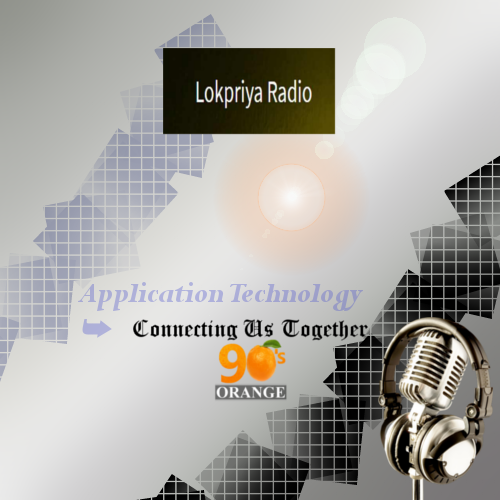 Lokpriya Radio
Application Technology
Connecting Us Together
90's
ORANGE